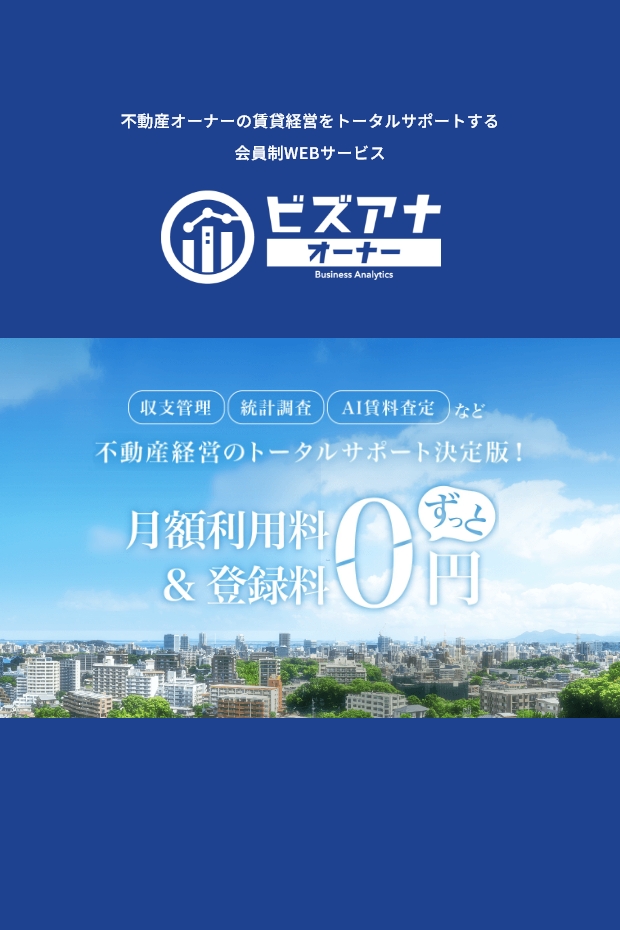 不動産オーナーの賃貸経営をトータルサポートする
会員制WEBサービス
ビズアナ
オーナー
Business Analytics
収支管理 統計調査 AI賃料査定 など
不動産経営のトータルサポート決定版！
ずっと
月額利用料
& 登録料
0円